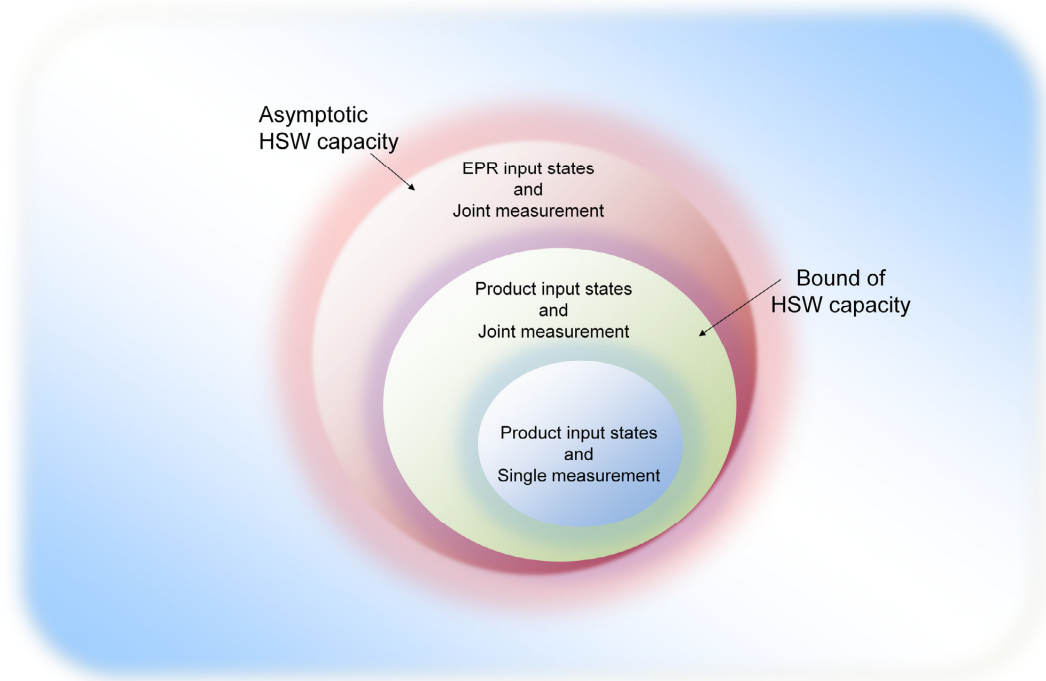 Asymptotic
HSW capacity
EPR input states
and
Joint measurement
Product input states
and
Joint measurement
Bound of
HSW capacity
Product input states
and
Single measurement